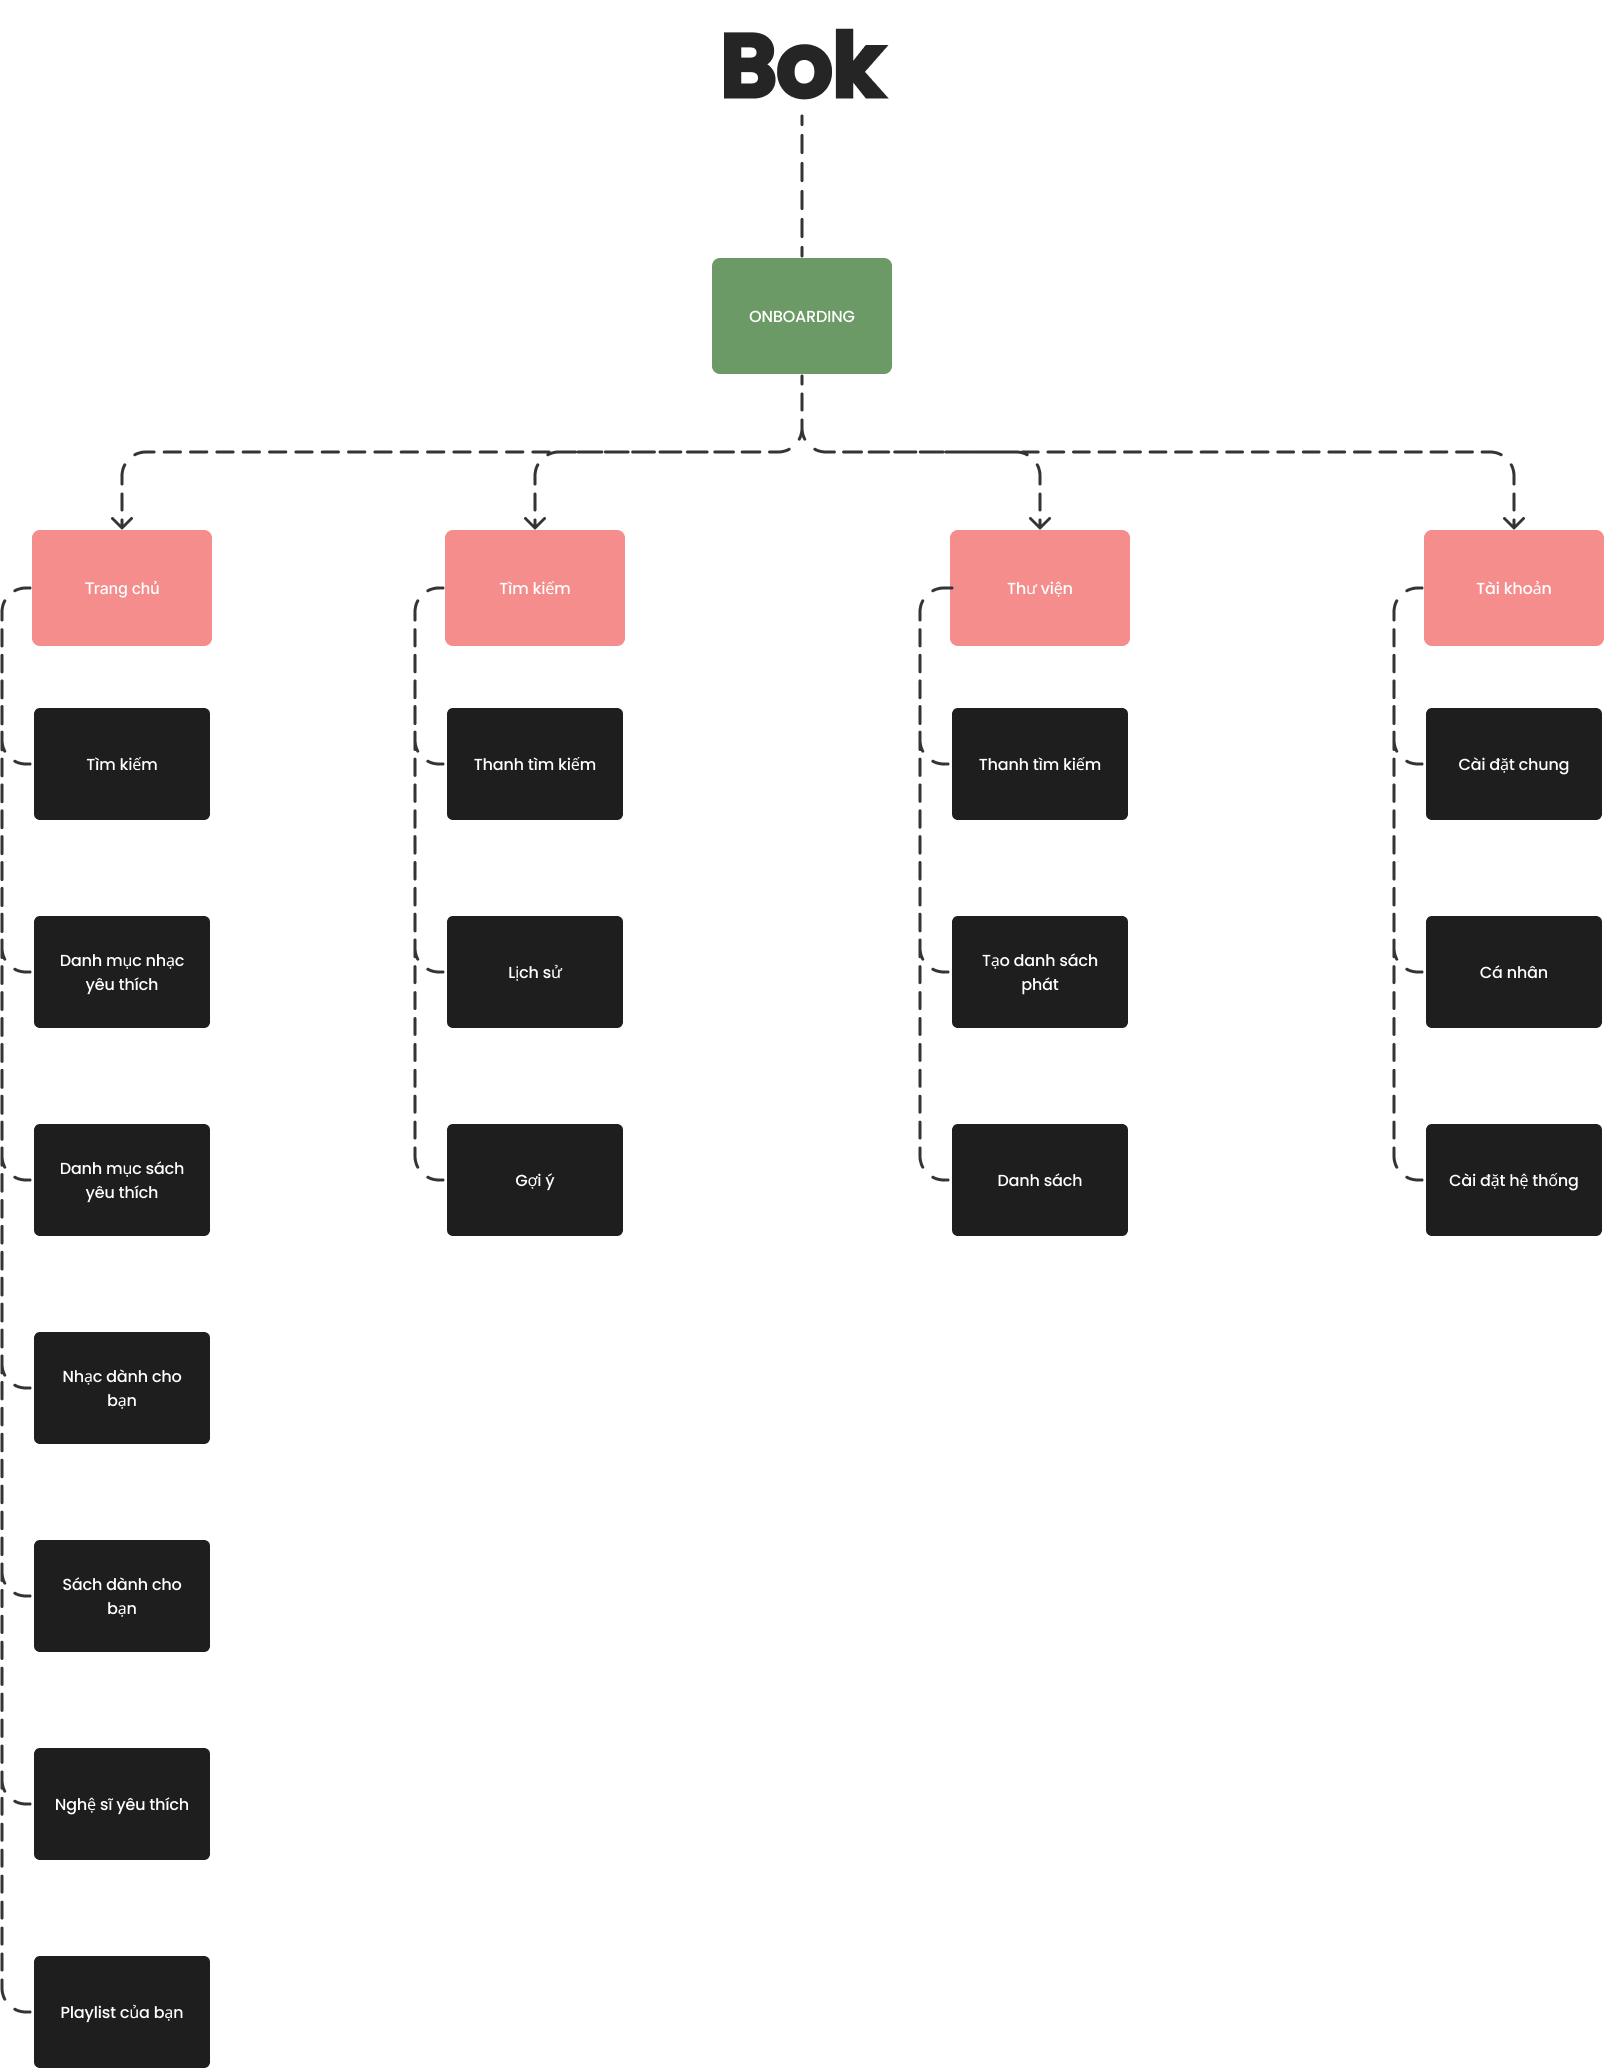 Bok
ONBOARDING
Trang chủ
Tìm kiếm
Thư viện
Tài khoản
Tìm kiếm
Thanh tìm kiếm
Thanh tìm kiếm
Cài đặt chung
Danh mục nhạc
yêu thích
Lịch sử
Tạo danh sách
phát
Cá nhân
Danh mục sách
yêu thích
Gợi ý
Danh sách
Cài đặt hệ thống
Nhạc dành cho
bạn
Sách dành cho
bạn
Nghệ sĩ yêu thích
Playlist của bạn